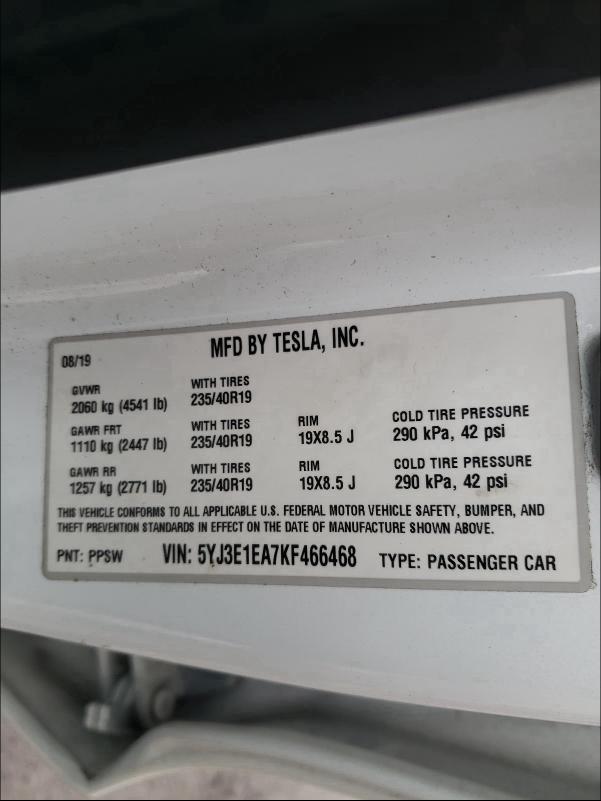 MFD BY TESLA, INC.
08/19
GVWR WITH TIRES
2060 kg (4541 lb) 235/40R19
GAWR FRT WITH TIRES RIM COLD TIRE PRESSURE
1110 kg (2447 lb) 235/40R19 19X8.5 J 290 kPa, 42 psi
GAWR RR WITH TIRES RIM COLD TIRE PRESSURE
1257 kg (2771 lb) 235/40R19 19X8.5 J 290 kPa, 42 psi
THIS VEHICLE CONFORMS TO ALL APPLICABLE U.S. FEDERAL MOTOR VEHICLE SAFETY, BUMPER, AND
THEFT PREVENTION STANDARDS IN EFFECT ON THE DATE OF MANUFACTURE SHOWN ABOVE.
PNT: PPSW VIN: 5YJ3E1EA7KF466468 TYPE: PASSENGER CAR